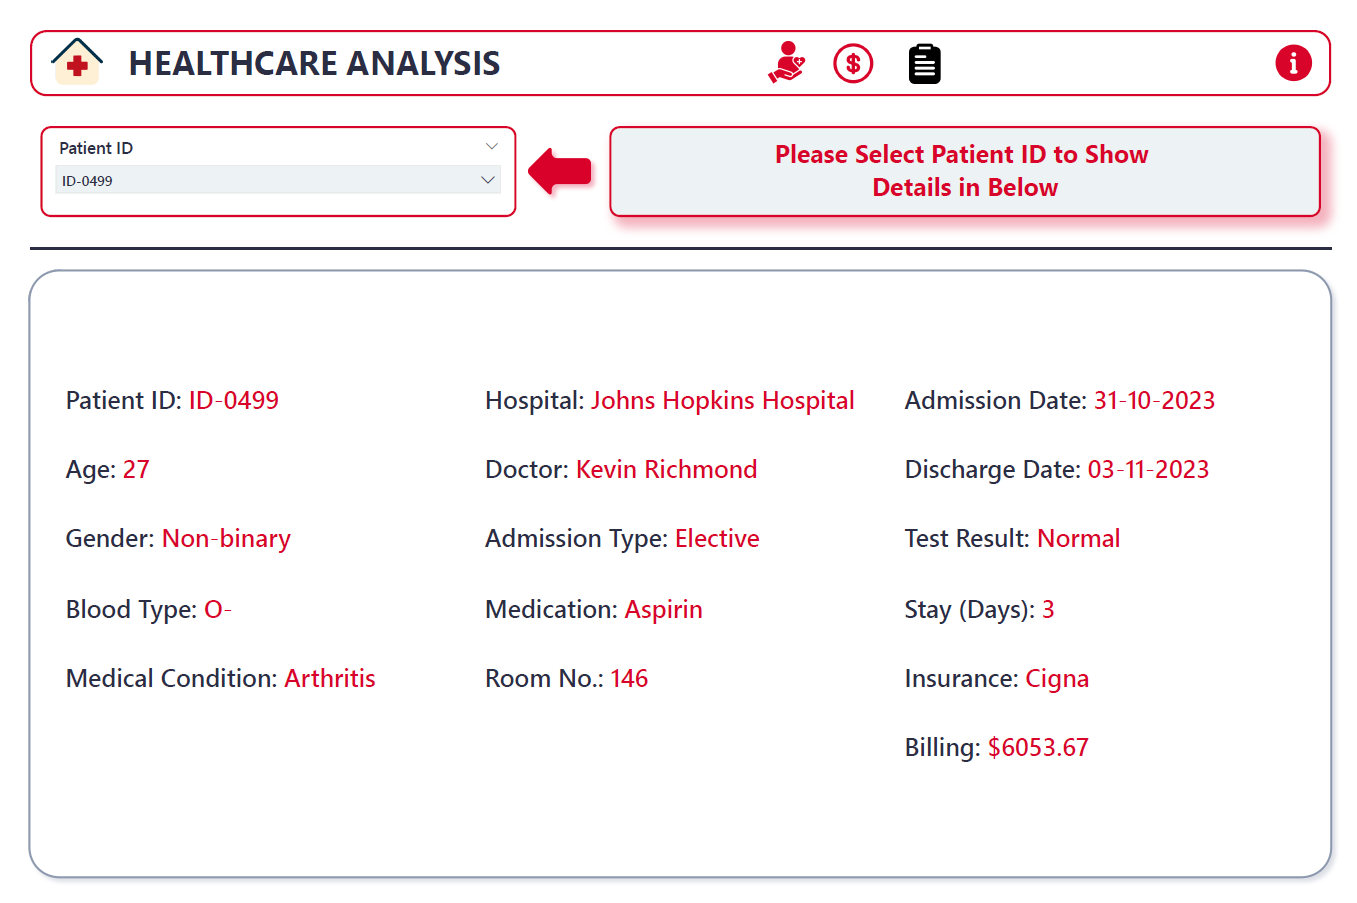 HEALTHCARE ANALYSIS
Patient ID
ID-0499
Please Select Patient ID to Show
Details in Below
Patient ID: ID-0499
Age: 27
Gender: Non-binary
Blood Type: O-
Medical Condition: Arthritis
Hospital: Johns Hopkins Hospital
Doctor: Kevin Richmond
Admission Type: Elective
Medication: Aspirin
Room No.: 146
Admission Date: 31-10-2023
Discharge Date: 03-11-2023
Test Result: Normal
Stay (Days): 3
Insurance: Cigna
Billing: $6053.67